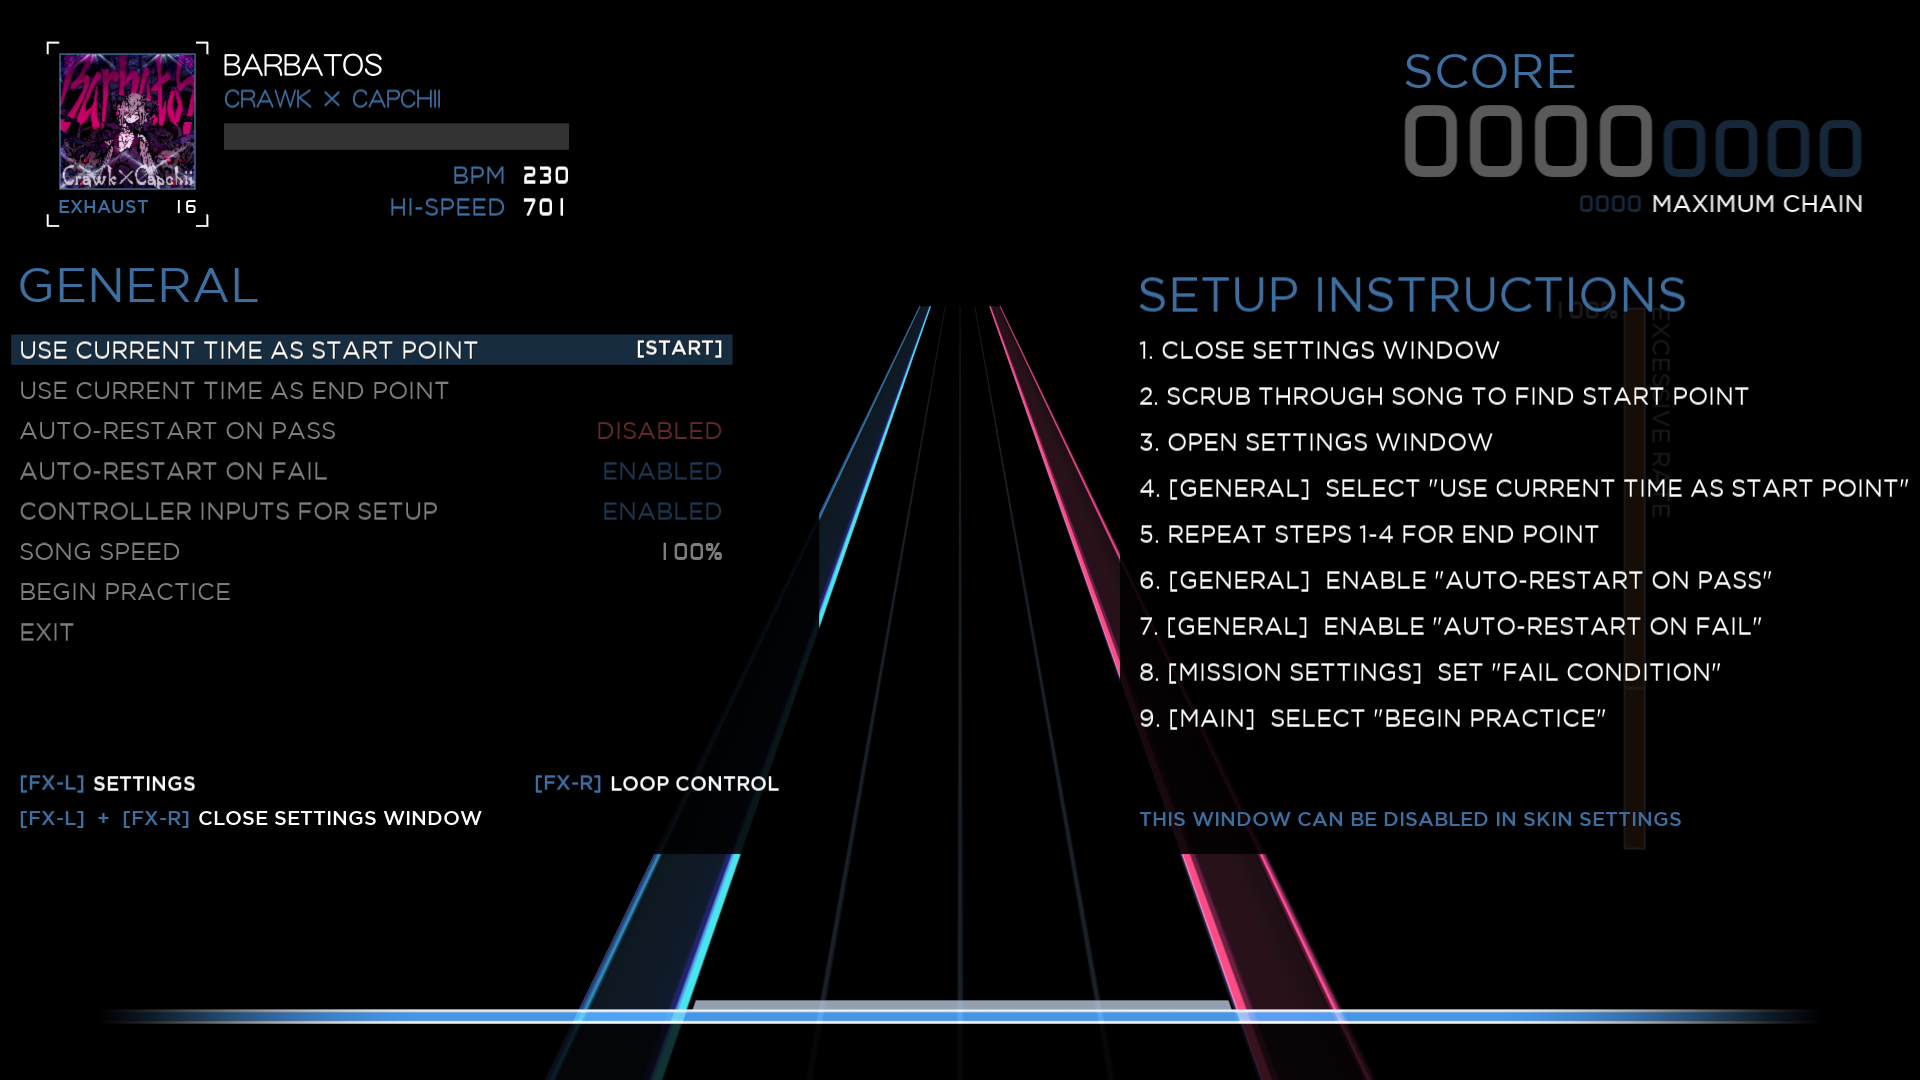 BARBATOS
CRAWK × CAPCHII
Barbatos
Crawk×Capchii
EXHAUST 16
BPM 230
HI-SPEED 701
SCORE
00000000
0000 MAXIMUM CHAIN
GENERAL
USE CURRENT TIME AS START POINT [START]
USE CURRENT TIME AS END POINT
AUTO-RESTART ON PASS DISABLED
AUTO-RESTART ON FAIL ENABLED
CONTROLLER INPUTS FOR SETUP ENABLED
SONG SPEED 100%
BEGIN PRACTICE
EXIT
[FX-L] SETTINGS [FX-R] LOOP CONTROL
[FX-L] + [FX-R] CLOSE SETTINGS WINDOW
SETUP INSTRUCTIONS
100%
EXCESSIVE RATE
1. CLOSE SETTINGS WINDOW
2. SCRUB THROUGH SONG TO FIND START POINT
3. OPEN SETTINGS WINDOW
4. [GENERAL] SELECT "USE CURRENT TIME AS START POINT"
5. REPEAT STEPS 1-4 FOR END POINT
6. [GENERAL] ENABLE "AUTO-RESTART ON PASS"
7. [GENERAL] ENABLE "AUTO-RESTART ON FAIL"
8. [MISSION SETTINGS] SET "FAIL CONDITION"
9. [MAIN] SELECT "BEGIN PRACTICE"
THIS WINDOW CAN BE DISABLED IN SKIN SETTINGS